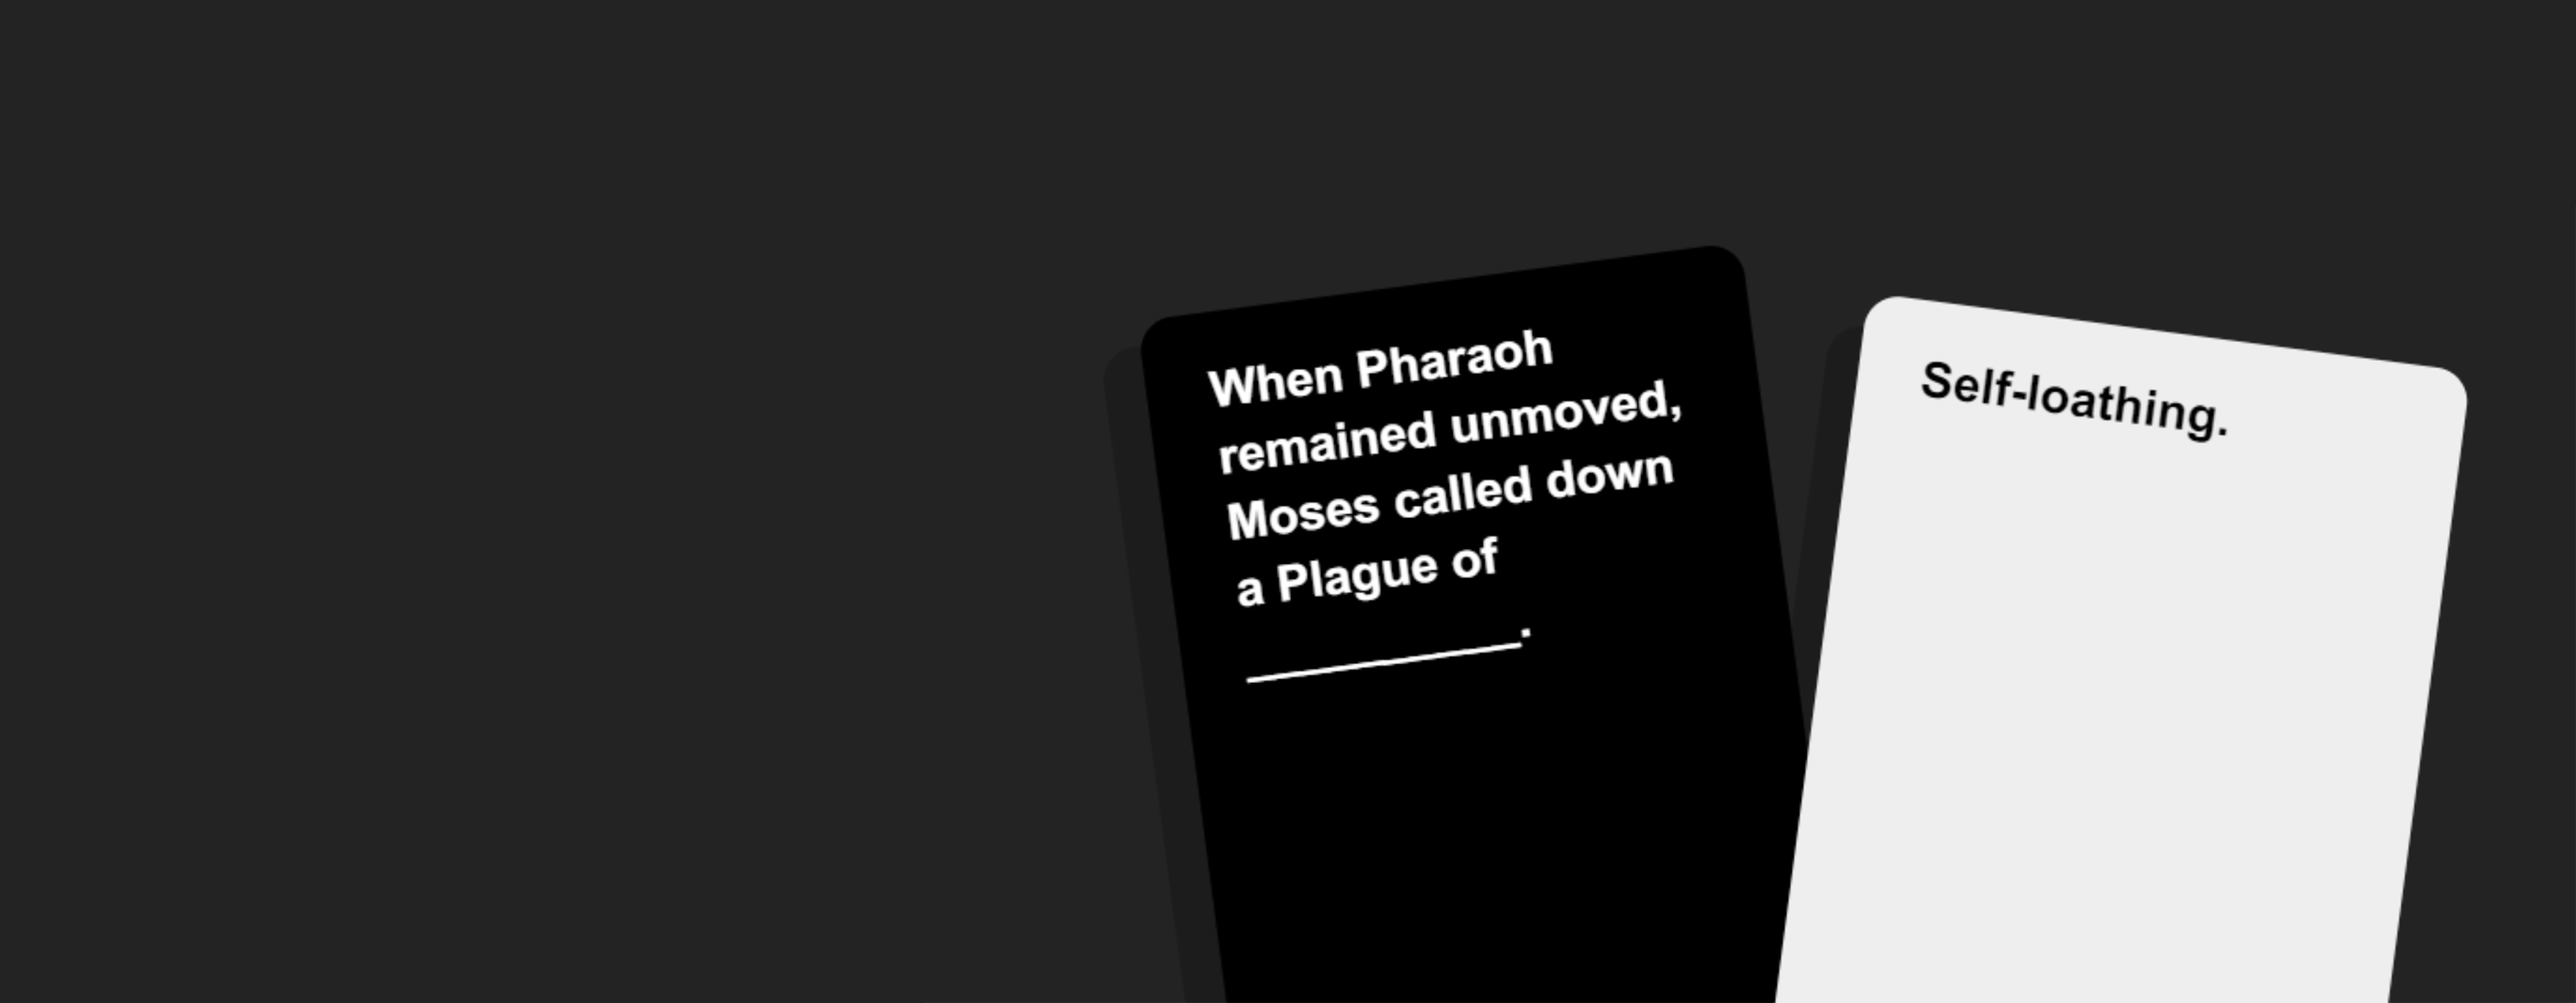 When Pharaoh
remained unmoved,
Moses called down
a Plague of
__________.
Self-loathing.